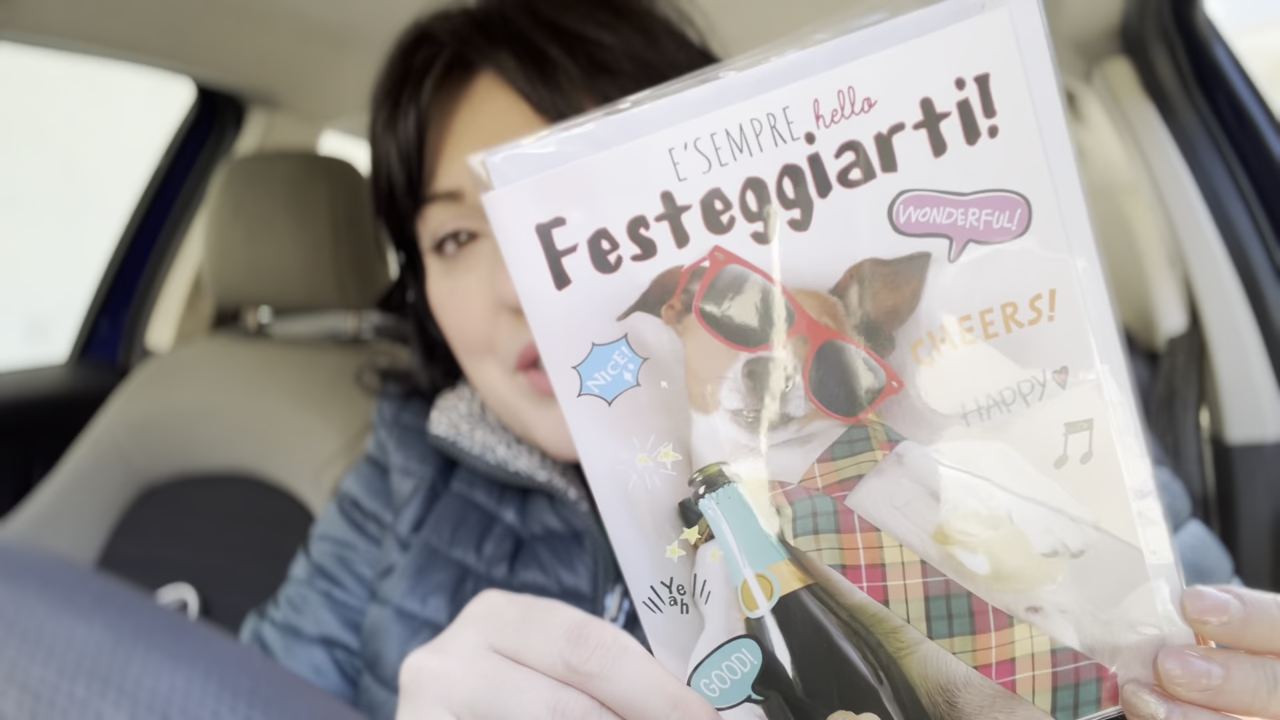 E'SEMPRE hello
Festeggiarti!
WONDERFUL!
CHEERS!
NICE!
HAPPY
Yeah
GOOD!